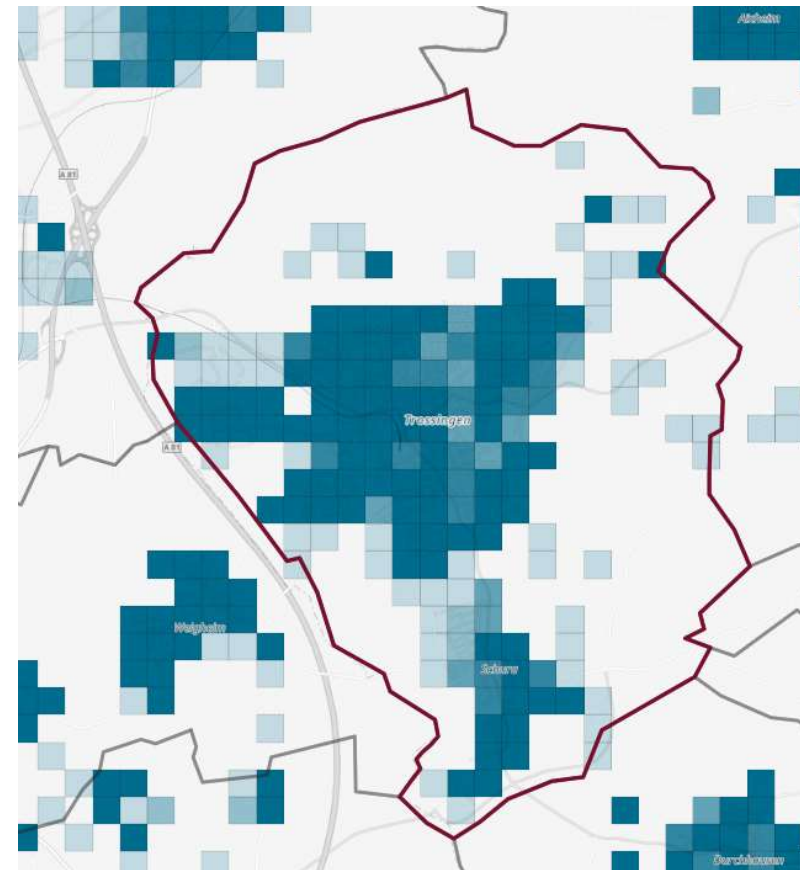 Aixheim
A 81
Trossingen
A 81
Weigheim
Schura
Durchhausen